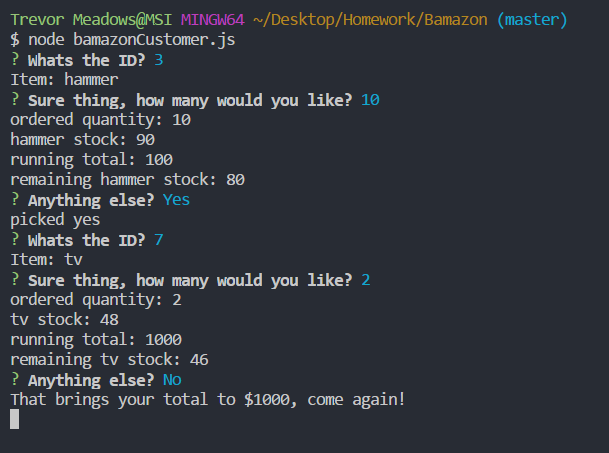 Trevor Meadows@MSI MINGW64 ~/Desktop/Homework/Bamazon (master)
$ node bamazonCustomer.js
? Whats the ID? 3
Item: hammer
? Sure thing, how many would you like? 10
ordered quantity: 10
hammer stock: 90
running total: 100
remaining hammer stock: 80
? Anything else? Yes
picked yes
? Whats the ID? 7
Item: tv
? Sure thing, how many would you like? 2
ordered quantity: 2
tv stock: 48
running total: 1000
remaining tv stock: 46
? Anything else? No
That brings your total to $1000, come again!